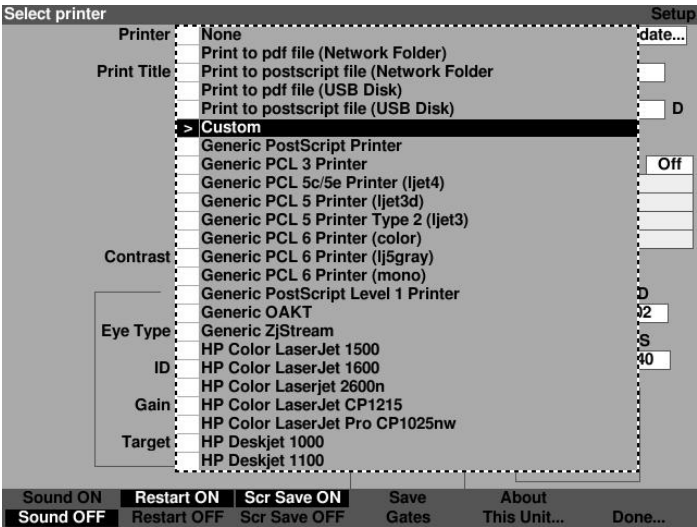 Select printer Setup
Printer None date...
Print to pdf file (Network Folder)
Print Title Print to postscript file (Network Folder
Print to pdf file (USB Disk)
Print to postscript file (USB Disk) D
> Custom
Generic PostScript Printer
Generic PCL 3 Printer Off
Generic PCL 5c/5e Printer (ljet4)
Generic PCL 5 Printer (ljet3d)
Generic PCL 5 Printer Type 2 (ljet3)
Generic PCL 6 Printer (color)
Contrast Generic PCL 6 Printer (lj5gray)
Generic PCL 6 Printer (mono)
Generic PostScript Level 1 Printer D
Generic OAKT
Eye Type Generic ZjStream
HP Color LaserJet 1500 S
ID HP Color LaserJet 1600
HP Color Laserjet 2600n
Gain HP Color LaserJet CP1215
HP Color LaserJet Pro CP1025nw
Target HP Deskjet 1000
HP Deskjet 1100
Sound ON Restart ON Scr Save ON Save About
Sound OFF Restart OFF Scr Save OFF Gates This Unit... Done...